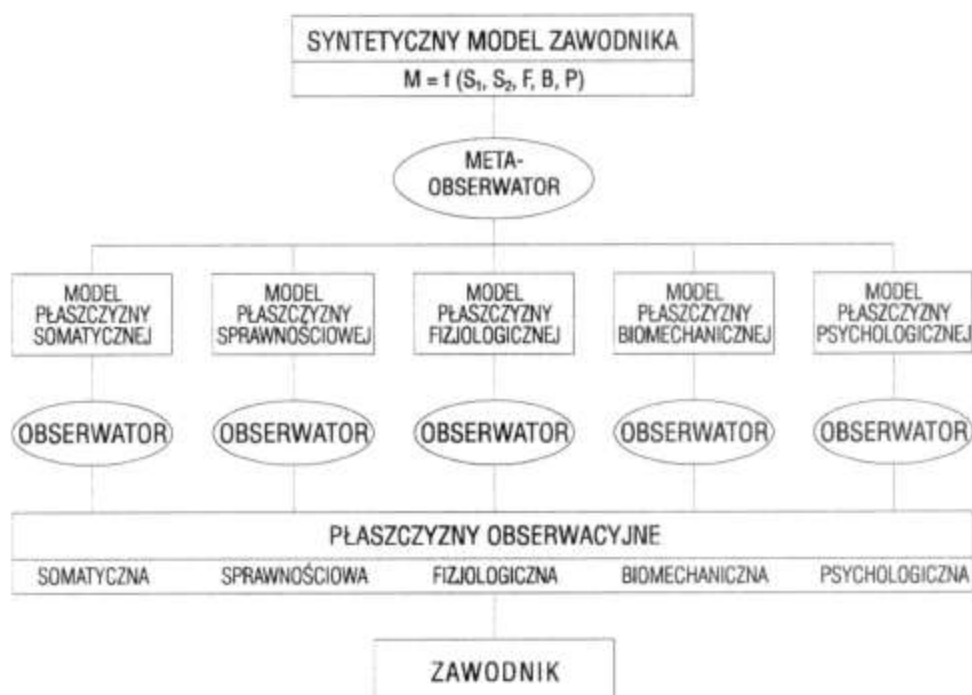 SYNTETYCZNY MODEL ZAWODNIKA
M = f (S₁, S₂, F, B, P)
META-
OBSERWATOR
MODEL
PŁASZCZYZNY
SOMATYCZNEJ
MODEL
PŁASZCZYZNY
SPRAWNOŚCIOWEJ
MODEL
PŁASZCZYZNY
FIZJOLOGICZNEJ
MODEL
PŁASZCZYZNY
BIOMECHANICZNEJ
MODEL
PŁASZCZYZNY
PSYCHOLOGICZNEJ
OBSERWATOR
OBSERWATOR
OBSERWATOR
OBSERWATOR
OBSERWATOR
PŁASZCZYZNY OBSERWACYJNE
SOMATYCZNA
SPRAWNOŚCIOWA
FIZJOLOGICZNA
BIOMECHANICZNA
PSYCHOLOGICZNA
ZAWODNIK